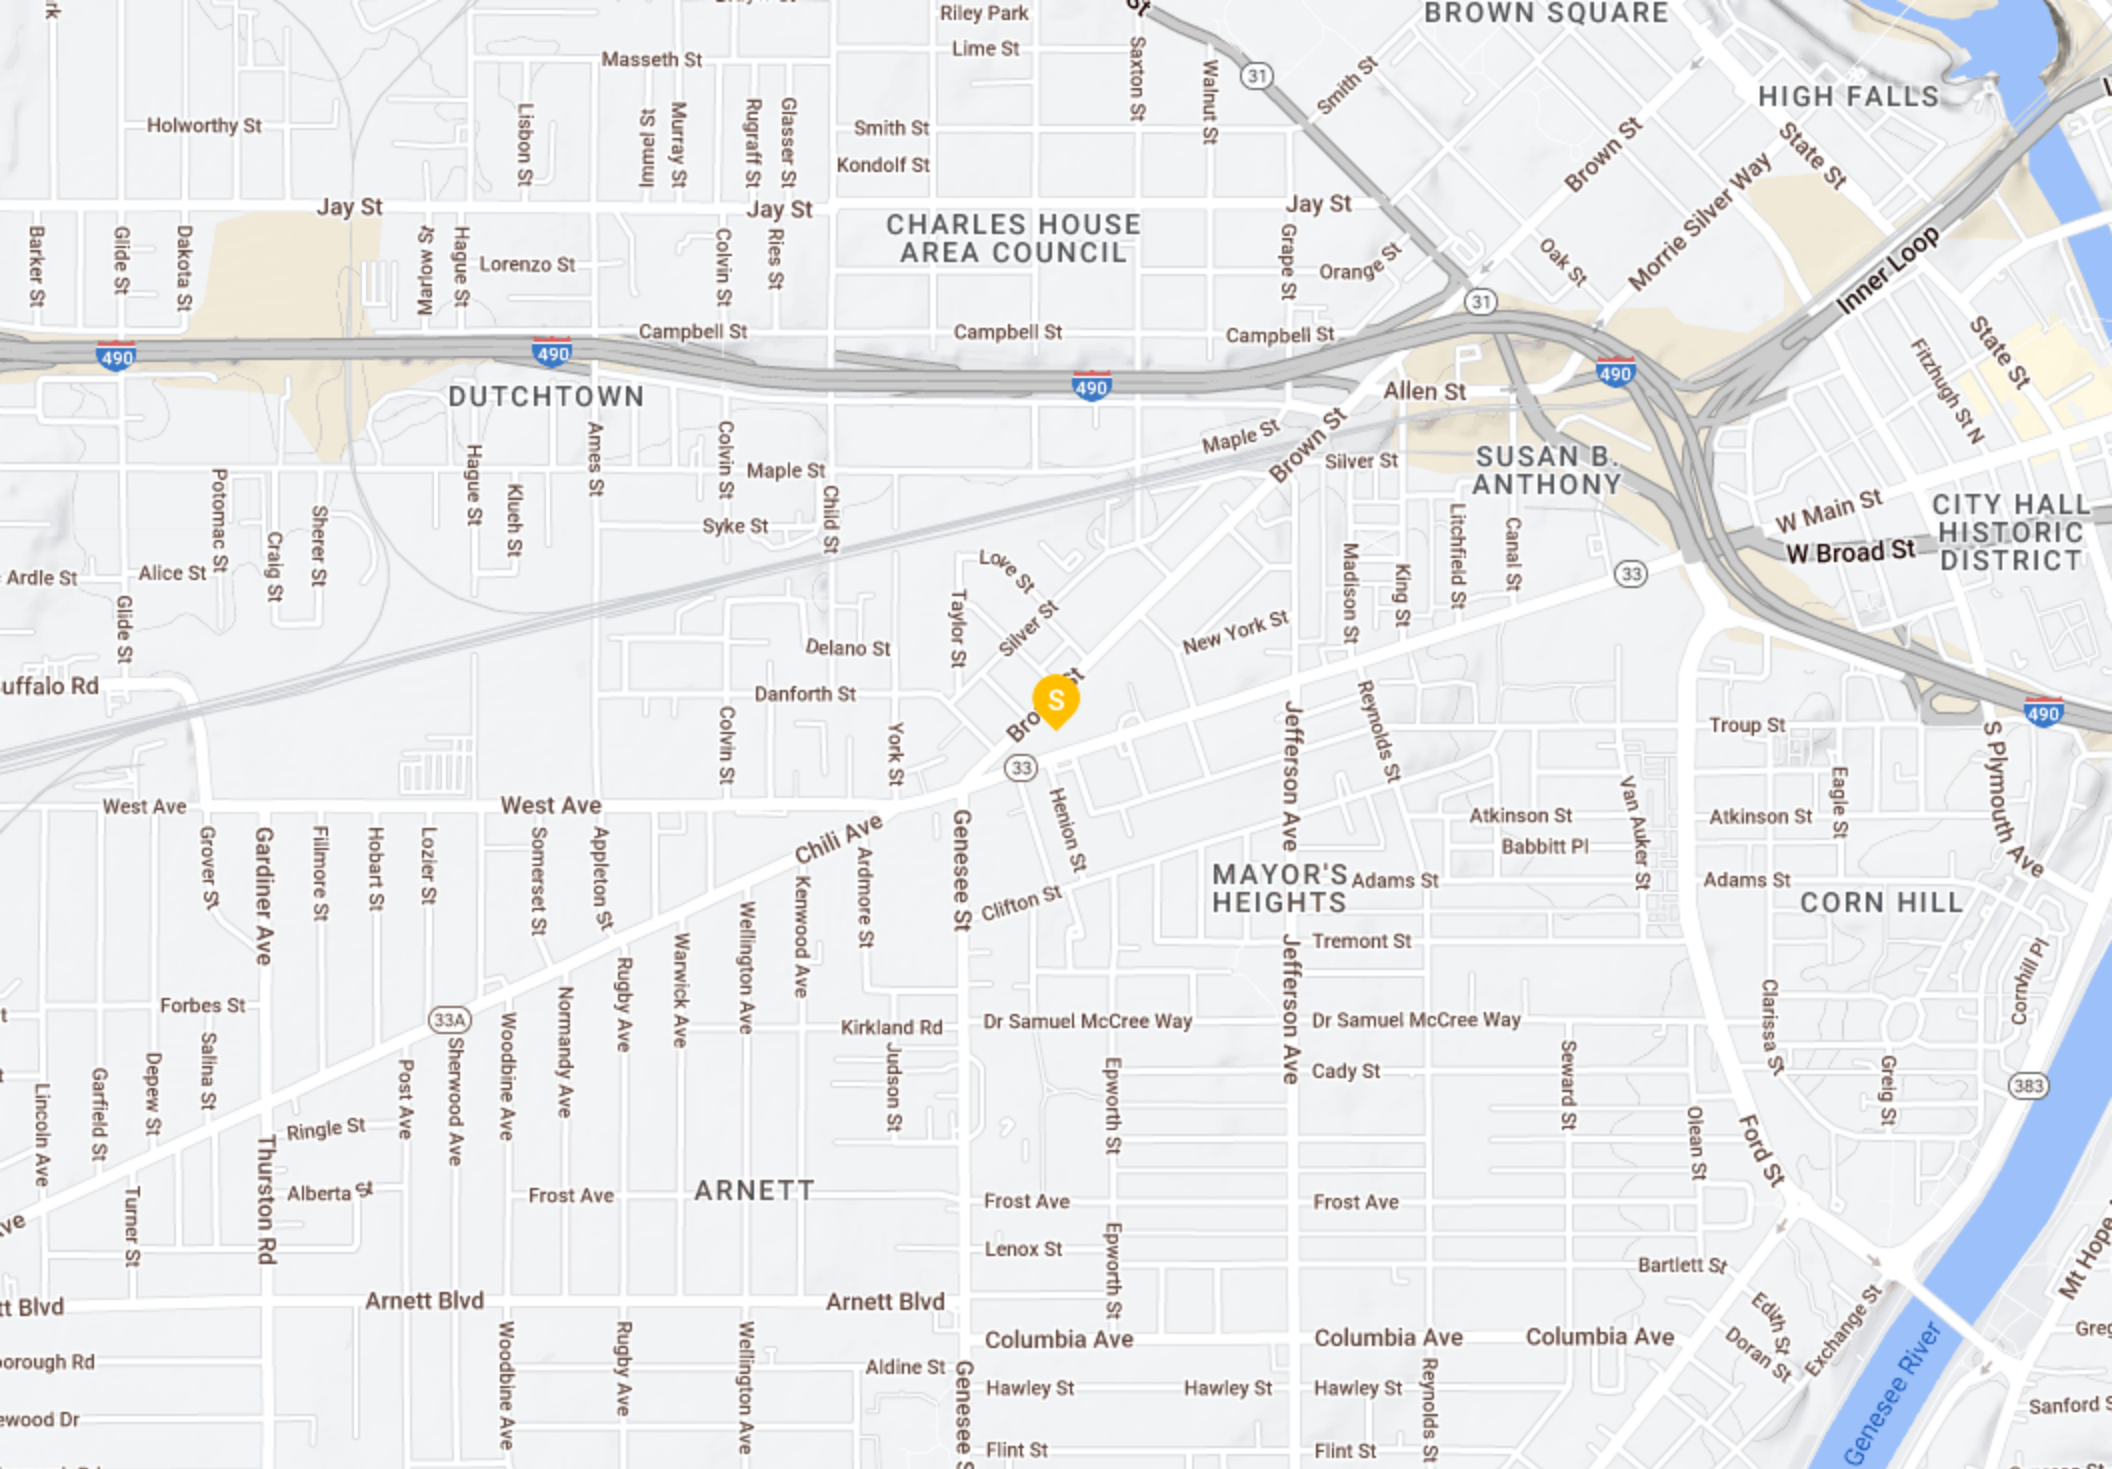 Riley Park
BROWN SQUARE
St
Lime St
Masseth St
Saxton St
Walnut St
31
Smith St
HIGH FALLS
Holworthy St
Lisbon St
Immel St
Murray St
Rugraff St
Glasser St
Smith St
Kondolf St
Brown St
State St
Morrie Silver Way
Jay St
Jay St
Jay St
CHARLES HOUSE
AREA COUNCIL
Barker St
Glide St
Dakota St
Marlow St
Hague St
Lorenzo St
Colvin St
Ries St
Grape St
Orange St
Oak St
Inner Loop
31
Campbell St
Campbell St
Campbell St
490
490
490
490
State St
Fitzhugh St N
DUTCHTOWN
Allen St
Maple St
Brown St
Silver St
SUSAN B.
ANTHONY
Ames St
Colvin St
Maple St
Hague St
Klueh St
Potomac St
Craig St
Sherer St
Syke St
Child St
Litchfield St
Canal St
W Main St
W Broad St
CITY HALL
HISTORIC
DISTRICT
Ardle St
Alice St
Glide St
Love St
Silver St
Taylor St
Madison St
King St
33
New York St
Delano St
Danforth St
uffalo Rd
Colvin St
York St
S
Bro
St
33
Jefferson Ave
Reynolds St
Troup St
490
S Plymouth Ave
West Ave
West Ave
Chili Ave
Henion St
Genesee St
Van Auker St
Eagle St
Atkinson St
Atkinson St
Babbitt Pl
Grover St
Gardiner Ave
Fillmore St
Hobart St
Lozier St
Somerset St
Appleton St
Ardmore St
Kenwood Ave
Wellington Ave
Warwick Ave
Rugby Ave
Clifton St
MAYOR'S
HEIGHTS
Adams St
Adams St
CORN HILL
Tremont St
Jefferson Ave
Cornhill Pl
Forbes St
33A
Salina St
Woodbine Ave
Normandy Ave
Kirkland Rd
Dr Samuel McCree Way
Dr Samuel McCree Way
Clarissa St
Cady St
Judson St
Epworth St
Seward St
Greig St
383
Lincoln Ave
Garfield St
Depew St
Post Ave
Sherwood Ave
Ringle St
Thurston Rd
Olean St
Ford St
Alberta St
Turner St
Frost Ave
ARNETT
Frost Ave
Frost Ave
Lenox St
Epworth St
Bartlett St
Mt Hope
tt Blvd
Arnett Blvd
Arnett Blvd
Columbia Ave
Columbia Ave
Columbia Ave
Edith St
Doran St
Exchange St
Genesee River
orough Rd
Woodbine Ave
Rugby Ave
Wellington Ave
Aldine St
Genesee S
Hawley St
Hawley St
Hawley St
Reynolds St
ewood Dr
Sanford S
Flint St
Flint St